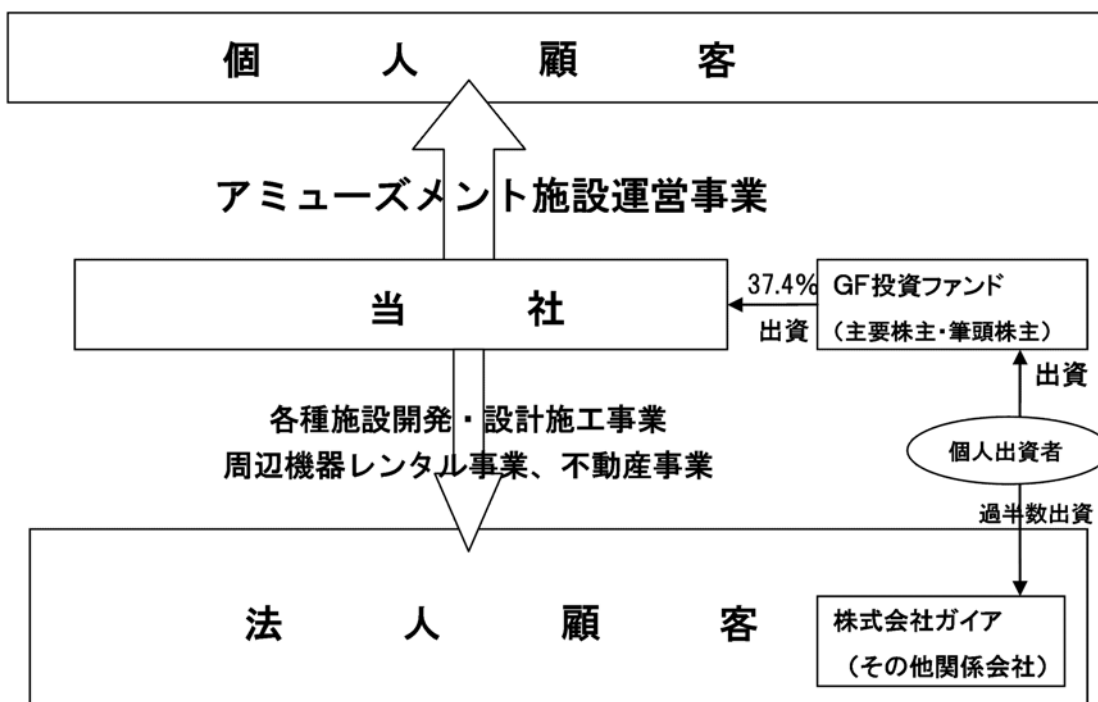 個人顧客
アミューズメント施設運営事業
当社
37.4%
出資
GF投資ファンド
（主要株主・筆頭株主）
出資
各種施設開発・設計施工事業
周辺機器レンタル事業、不動産事業
個人出資者
過半数出資
法人顧客
株式会社ガイア
（その他関係会社）